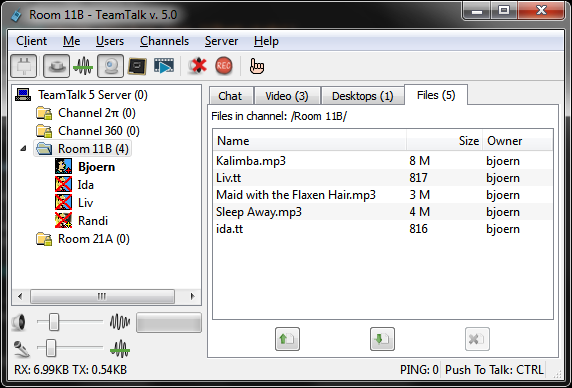 Room 11B - TeamTalk v. 5.0
Client Me Users Channels Server Help
REC
TeamTalk 5 Server (0)
Channel 2π (0)
Channel 360 (0)
Room 11B (4)
Bjoern
Ida
Liv
Randi
Room 21A (0)
Chat Video (3) Desktops (1) Files (5)
Files in channel: /Room 11B/
Name Size Owner
Kalimba.mp3 8 M bjoern
Liv.tt 817 bjoern
Maid with the Flaxen Hair.mp3 3 M bjoern
Sleep Away.mp3 4 M bjoern
ida.tt 816 bjoern
RX: 6.99KB TX: 0.54KB PING: 0 Push To Talk: CTRL